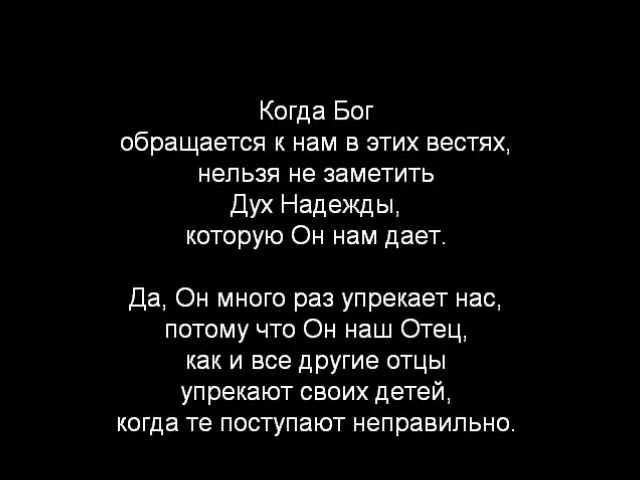 Когда Бог
обращается к нам в этих вестях,
нельзя не заметить
Дух Надежды,
которую Он нам дает.
Да, Он много раз упрекает нас,
потому что Он наш Отец,
как и все другие отцы
упрекают своих детей,
когда те поступают неправильно.